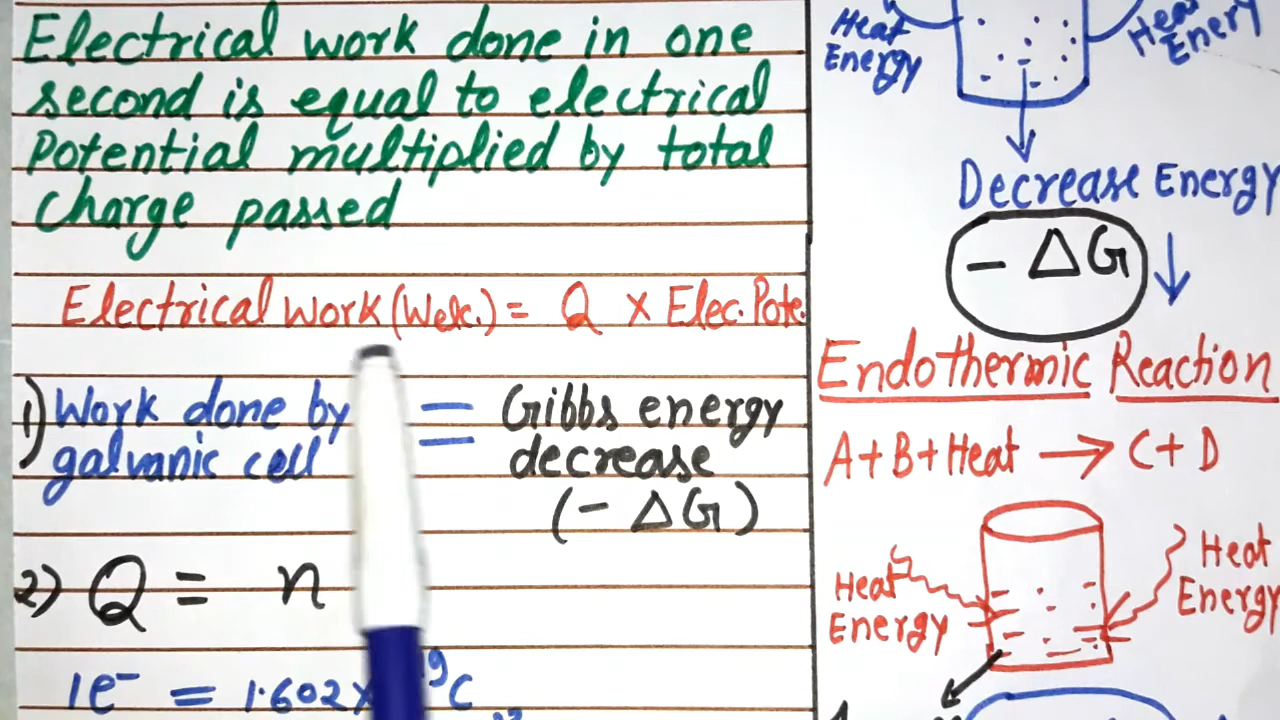 Electrical work done in one
second is equal to electrical
Potential multiplied by total
Charge passed
Electrical work (Welc.) = Q × Elec. Pote.
1) Work done by = Gibbs energy
galvanic cell decrease
(- ΔG)
2) Q = n
1e⁻ = 1.602×
Heat
Energy
Heat
Enery
Decrease Energy
- ΔG
Endothermic Reaction
A + B + Heat → C + D
Heat
Energy
Heat
Energy